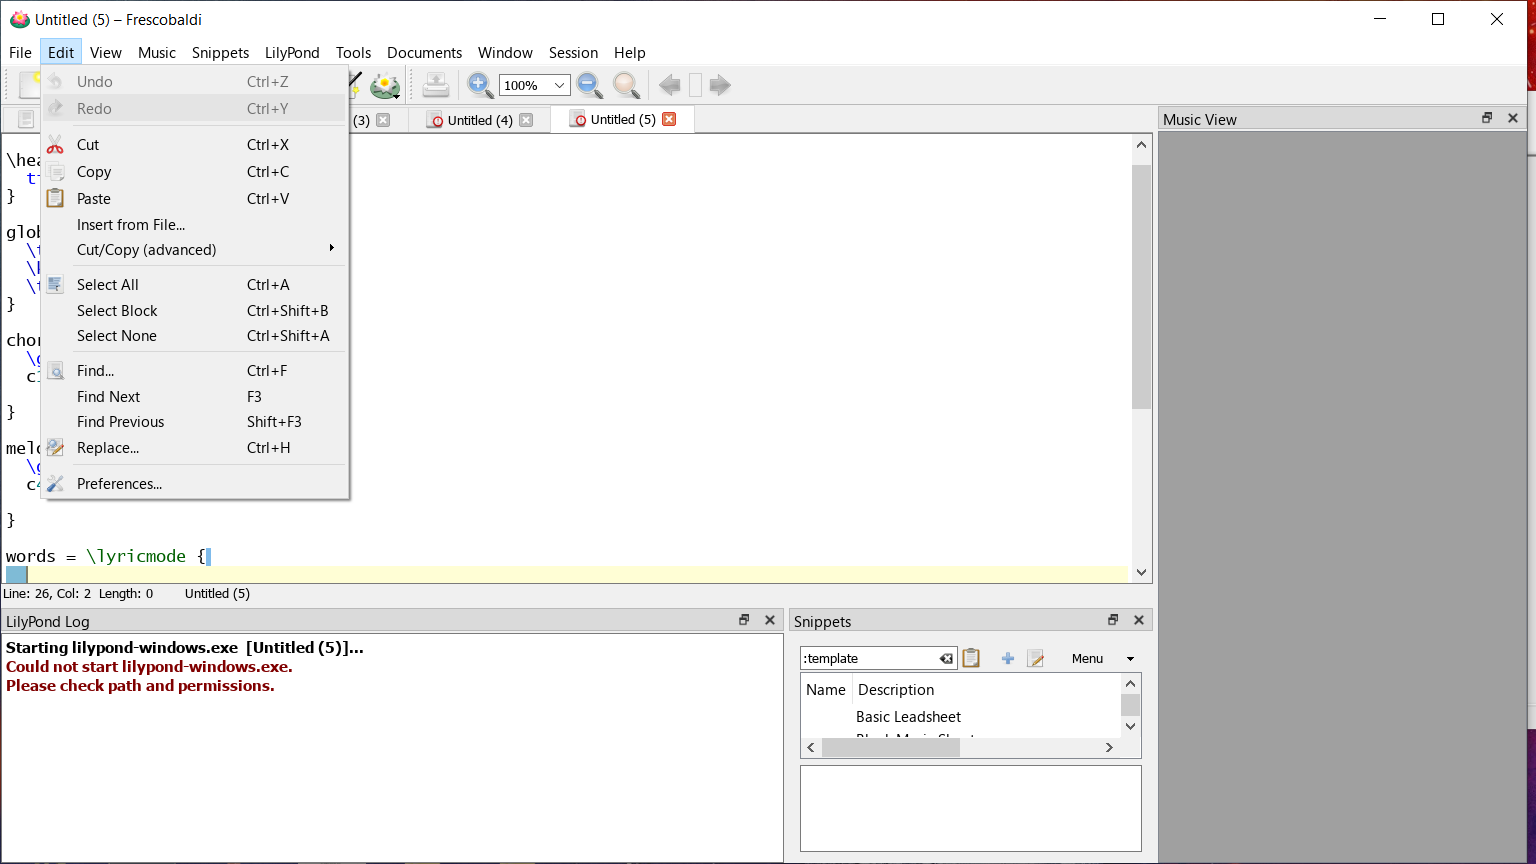 Untitled (5) – Frescobaldi
File Edit View Music Snippets LilyPond Tools Documents Window Session Help
100%
(3) Untitled (4) Untitled (5)
Undo Ctrl+Z
Redo Ctrl+Y
Cut Ctrl+X
Copy Ctrl+C
Paste Ctrl+V
Insert from File...
Cut/Copy (advanced)
Select All Ctrl+A
Select Block Ctrl+Shift+B
Select None Ctrl+Shift+A
Find... Ctrl+F
Find Next F3
Find Previous Shift+F3
Replace... Ctrl+H
Preferences...
}
}
}
}
words = \lyricmode {
Line: 26, Col: 2 Length: 0 Untitled (5)
Music View
LilyPond Log
Starting lilypond-windows.exe [Untitled (5)]...
Could not start lilypond-windows.exe.
Please check path and permissions.
Snippets
:template
Menu
Name Description
Basic Leadsheet